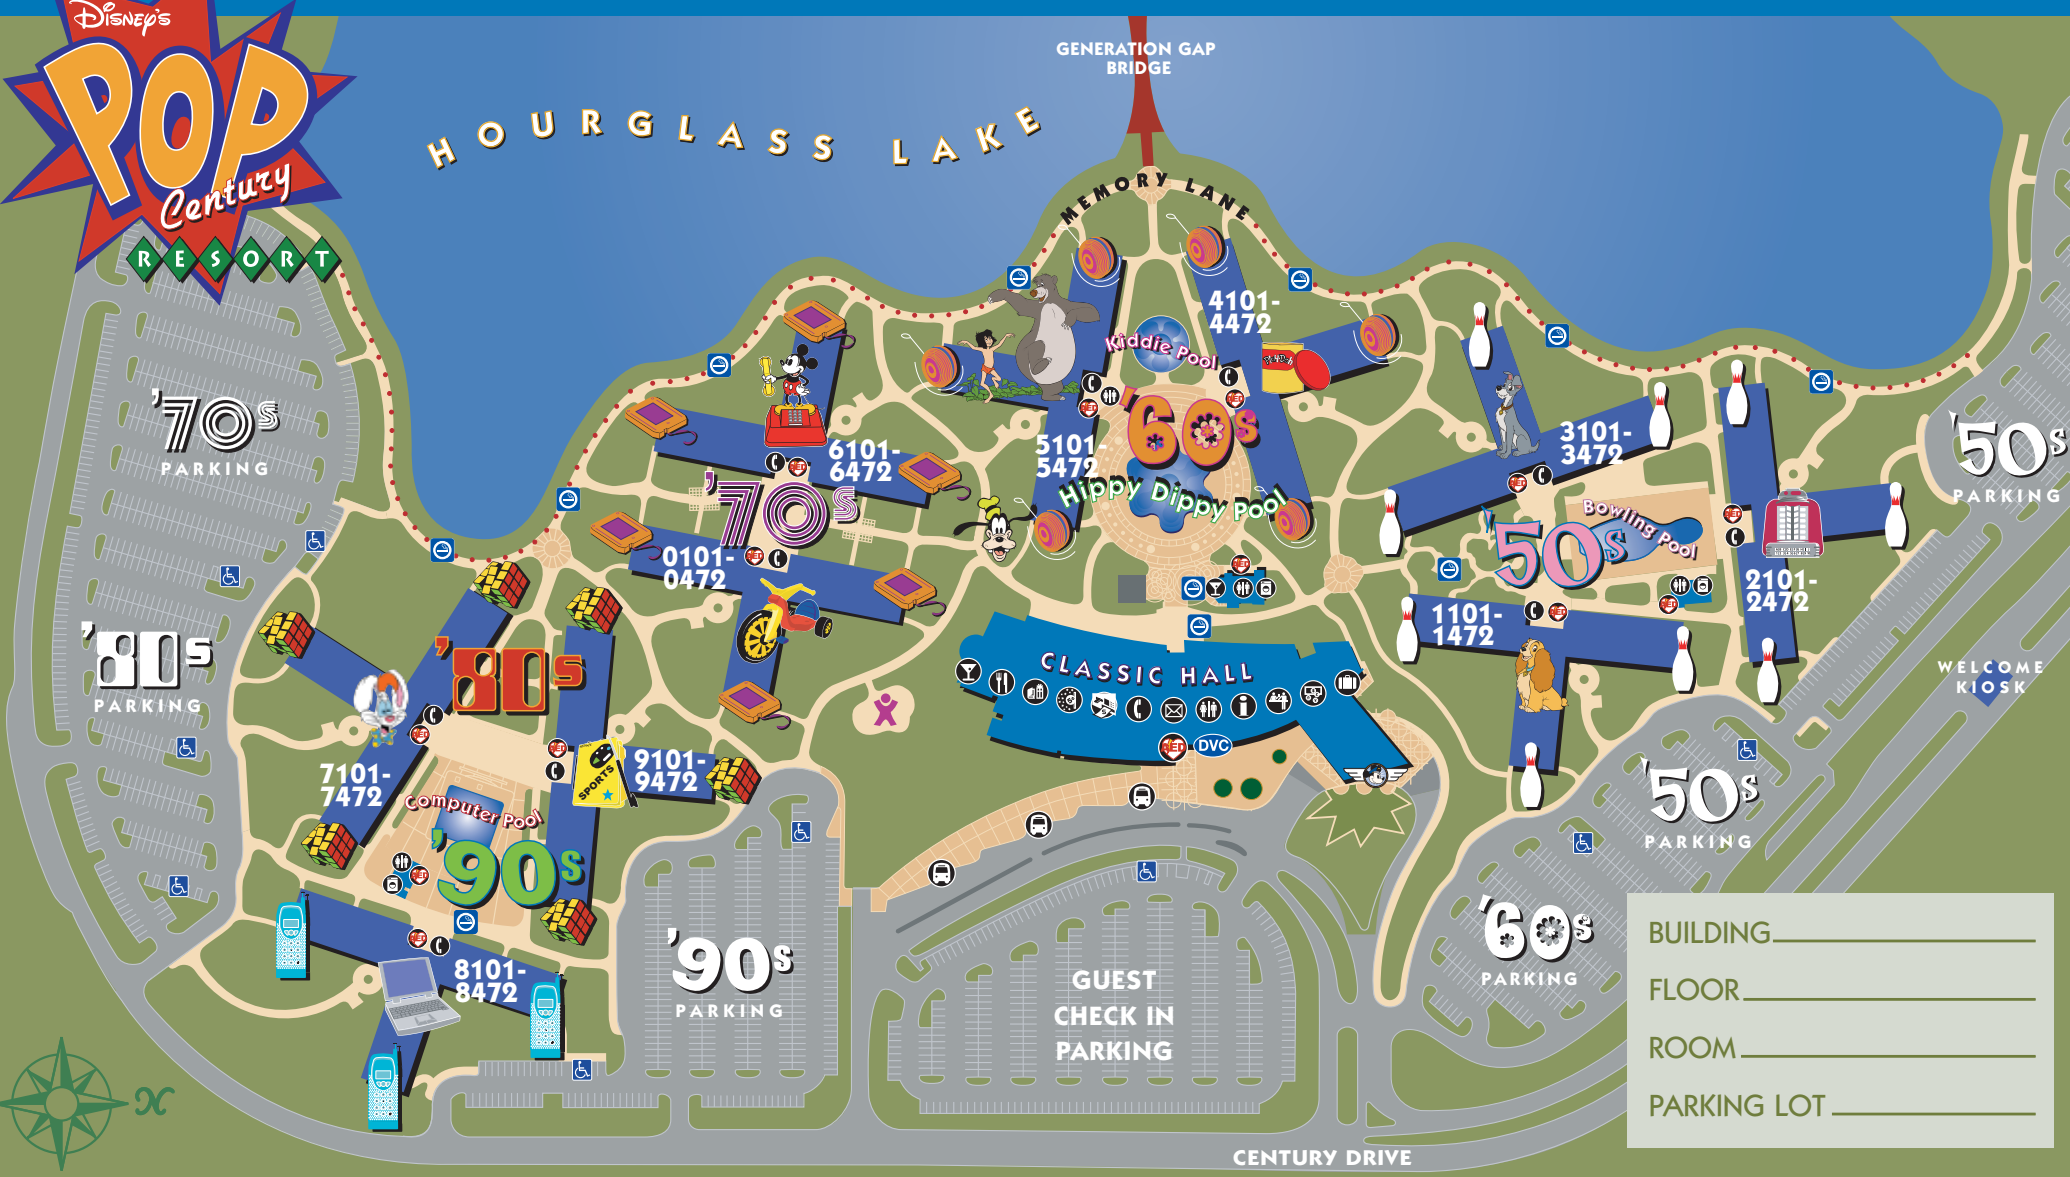 DISNEY'S
POP
Century
RESORT
GENERATION GAP
BRIDGE
HOURGLASS LAKE
MEMORY LANE
4101-
4472
Kiddie Pool
'60s
5101-
5472
Hippy Dippy Pool
6101-
6472
'70s
0101-
0472
'70s
PARKING
3101-
3472
'50s
PARKING
Bowling Pool
'50s
2101-
2472
1101-
1472
CLASSIC HALL
DVC
WELCOME
KIOSK
'80s
PARKING
'80s
7101-
7472
SPORTS
9101-
9472
Computer Pool
'90s
8101-
8472
'50s
PARKING
'60s
PARKING
'90s
PARKING
GUEST
CHECK IN
PARKING
BUILDING
FLOOR
ROOM
PARKING LOT
N
CENTURY DRIVE